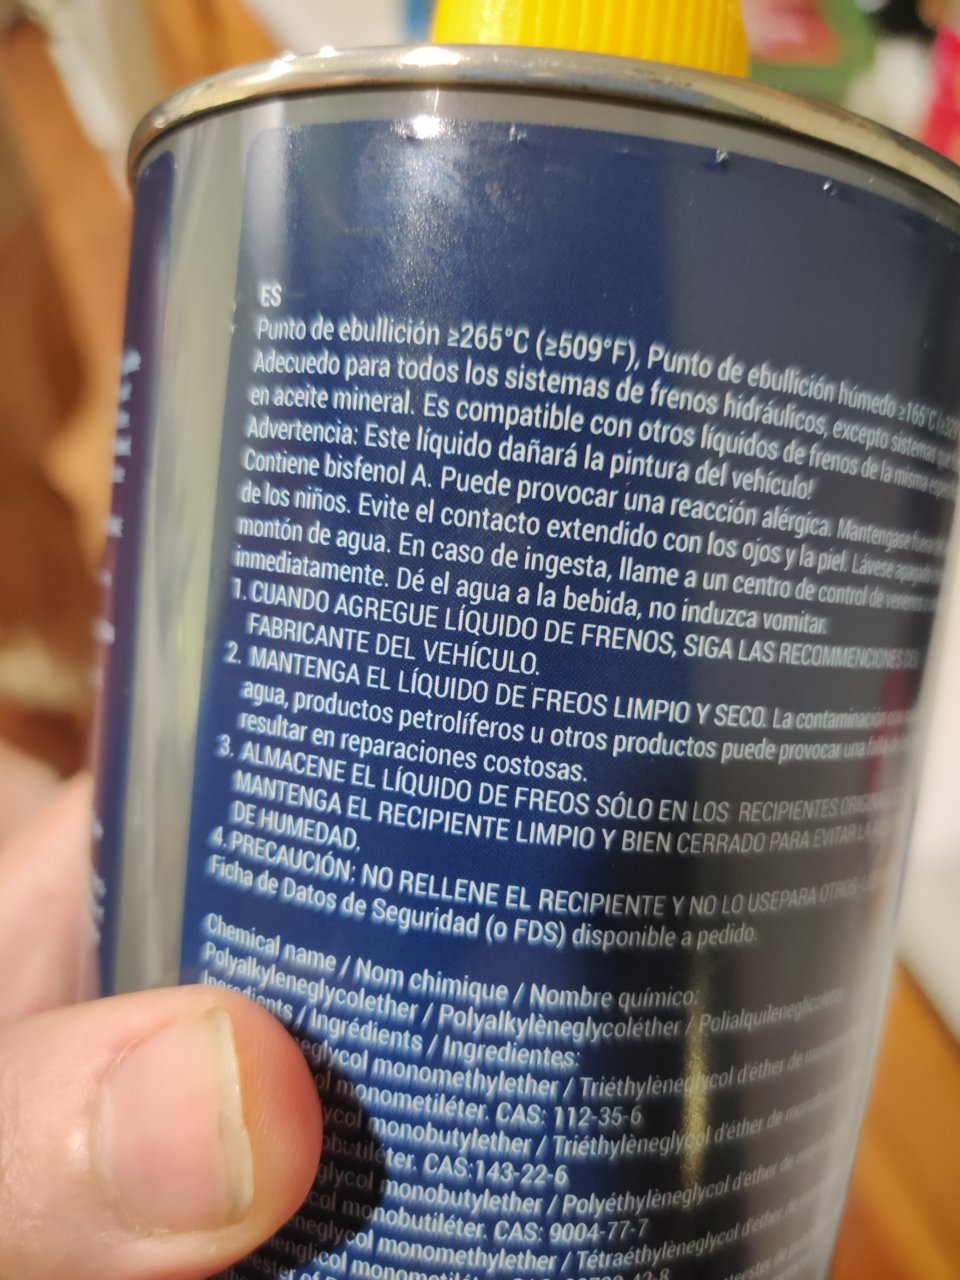 ES
Punto de ebullición ≥265°C (≥509°F), Punto de ebullición húmedo ≥165°C
Adecuedo para todos los sistemas de frenos hidráulicos, excepto sistemas
en aceite mineral. Es compatible con otros líquidos de frenos de la misma
Advertencia: Este líquido dañará la pintura del vehículo!
Contiene bisfenol A. Puede provocar una reacción alérgica. Mantengase
de los niños. Evite el contacto extendido con los ojos y la piel. Lávese
montón de agua. En caso de ingesta, llame a un centro de control de
inmediatamente. Dé el agua a la bebida, no induzca vomitar.
1. CUANDO AGREGUE LÍQUIDO DE FRENOS, SIGA LAS RECOMMENCIONES
FABRICANTE DEL VEHÍCULO.
2. MANTENGA EL LÍQUIDO DE FREOS LIMPIO Y SECO. La contaminación con
agua, productos petrolíferos u otros productos puede provocar una
resultar en reparaciones costosas.
3. ALMACENE EL LÍQUIDO DE FREOS SÓLO EN LOS RECIPIENTES
MANTENGA EL RECIPIENTE LIMPIO Y BIEN CERRADO PARA EVITAR LA
DE HUMEDAD.
4. PRECAUCIÓN: NO RELLENE EL RECIPIENTE Y NO LO USEPARA OTROS
Ficha de Datos de Seguridad (o FDS) disponible a pedido.
Chemical name / Nom chimique / Nombre químico:
Polyalkyleneglycolether / Polyalkylèneglycoléther / Polialquileneglicoleter
Ingredients / Ingrédients / Ingredientes:
monomethylether / Triéthylèneglycol d'éther de
monometiléter. CAS: 112-35-6
monobutylether / Triéthylèneglycol d'éther de
CAS:143-22-6
monobutylether / Polyéthylèneglycol d'éther de
monobutiléter. CAS: 9004-77-7
monomethylether / Tétraéthylèneglycol d'éther de